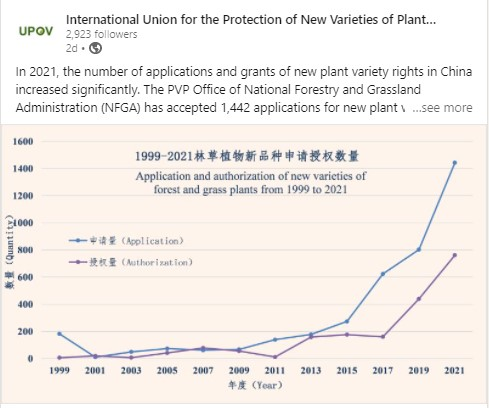 UPOV
International Union for the Protection of New Varieties of Plant...
2,923 followers
2d •
In 2021, the number of applications and grants of new plant variety rights in China
increased significantly. The PVP Office of National Forestry and Grassland
Administration (NFGA) has accepted 1,442 applications for new plant v ...see more
1999-2021林草植物新品种申请授权数量
Application and authorization of new varieties of
forest and grass plants from 1999 to 2021
申请量（Application）
授权量（Authorization）
数量（Quantity）
1600
1400
1200
1000
800
600
400
200
0
1999 2001 2003 2005 2007 2009 2011 2013 2015 2017 2019 2021
年度（Year）